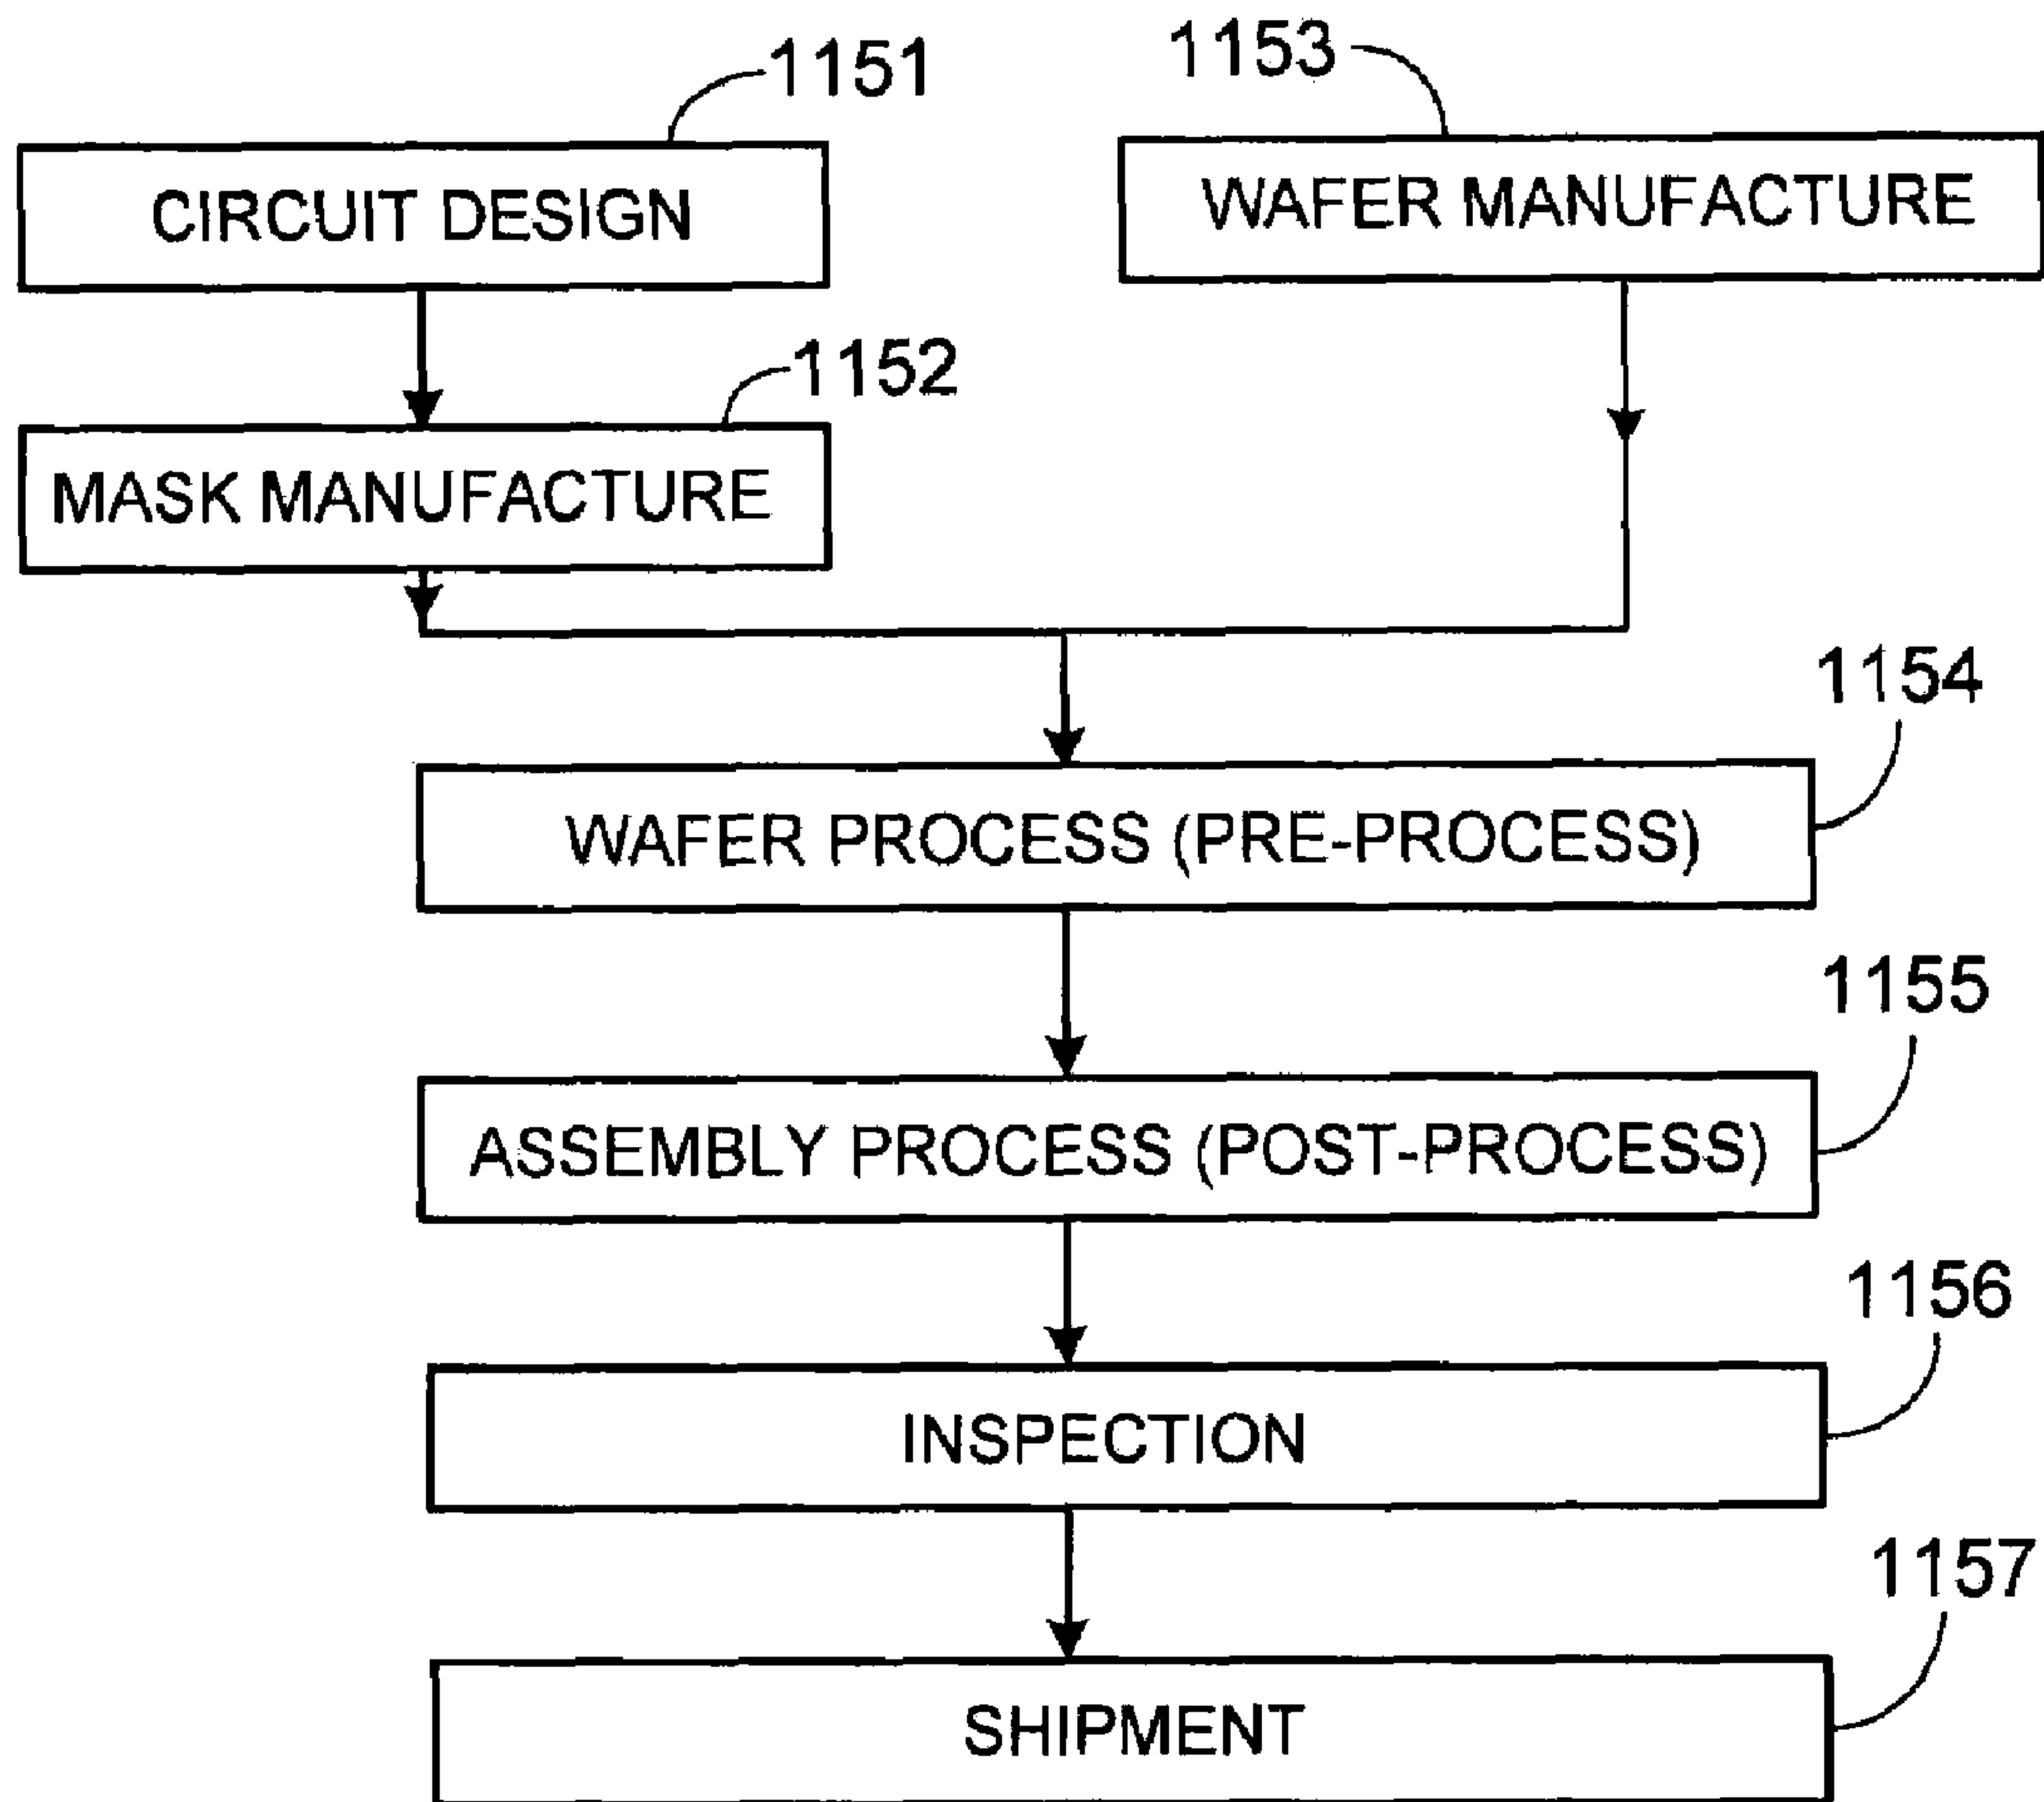 1151
CIRCUIT DESIGN
1153
WAFER MANUFACTURE
1152
MASK MANUFACTURE
1154
WAFER PROCESS (PRE-PROCESS)
1155
ASSEMBLY PROCESS (POST-PROCESS)
1156
INSPECTION
1157
SHIPMENT